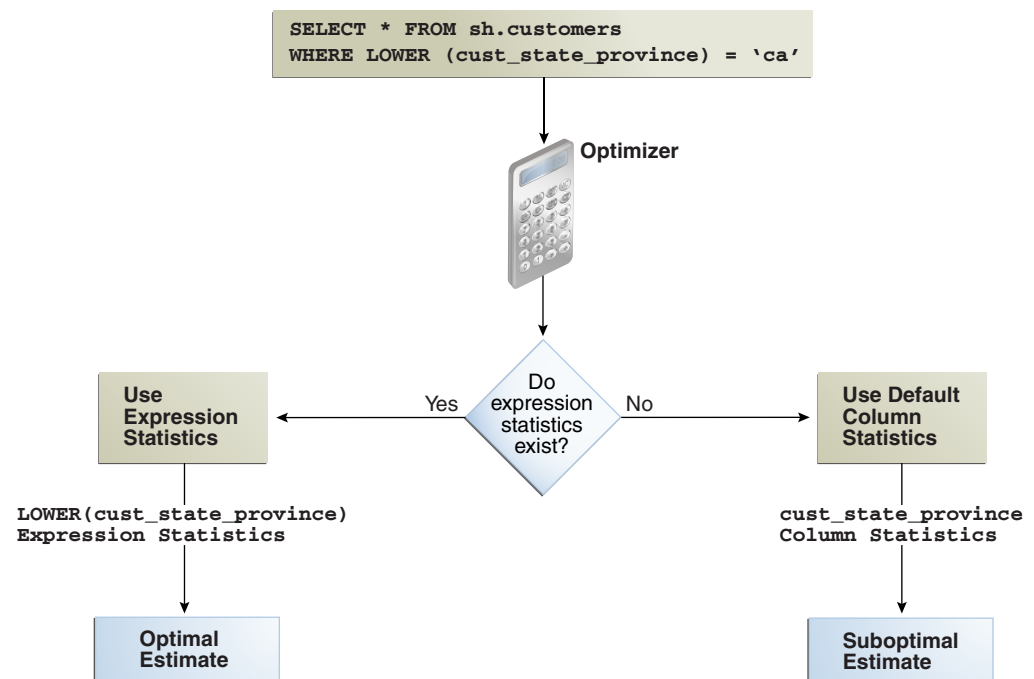 SELECT * FROM sh.customers
WHERE LOWER (cust_state_province) = ‘ca’
Optimizer
Do
expression
statistics
exist?
Yes
No
Use
Expression
Statistics
Use Default
Column
Statistics
LOWER(cust_state_province)
Expression Statistics
cust_state_province
Column Statistics
Optimal
Estimate
Suboptimal
Estimate